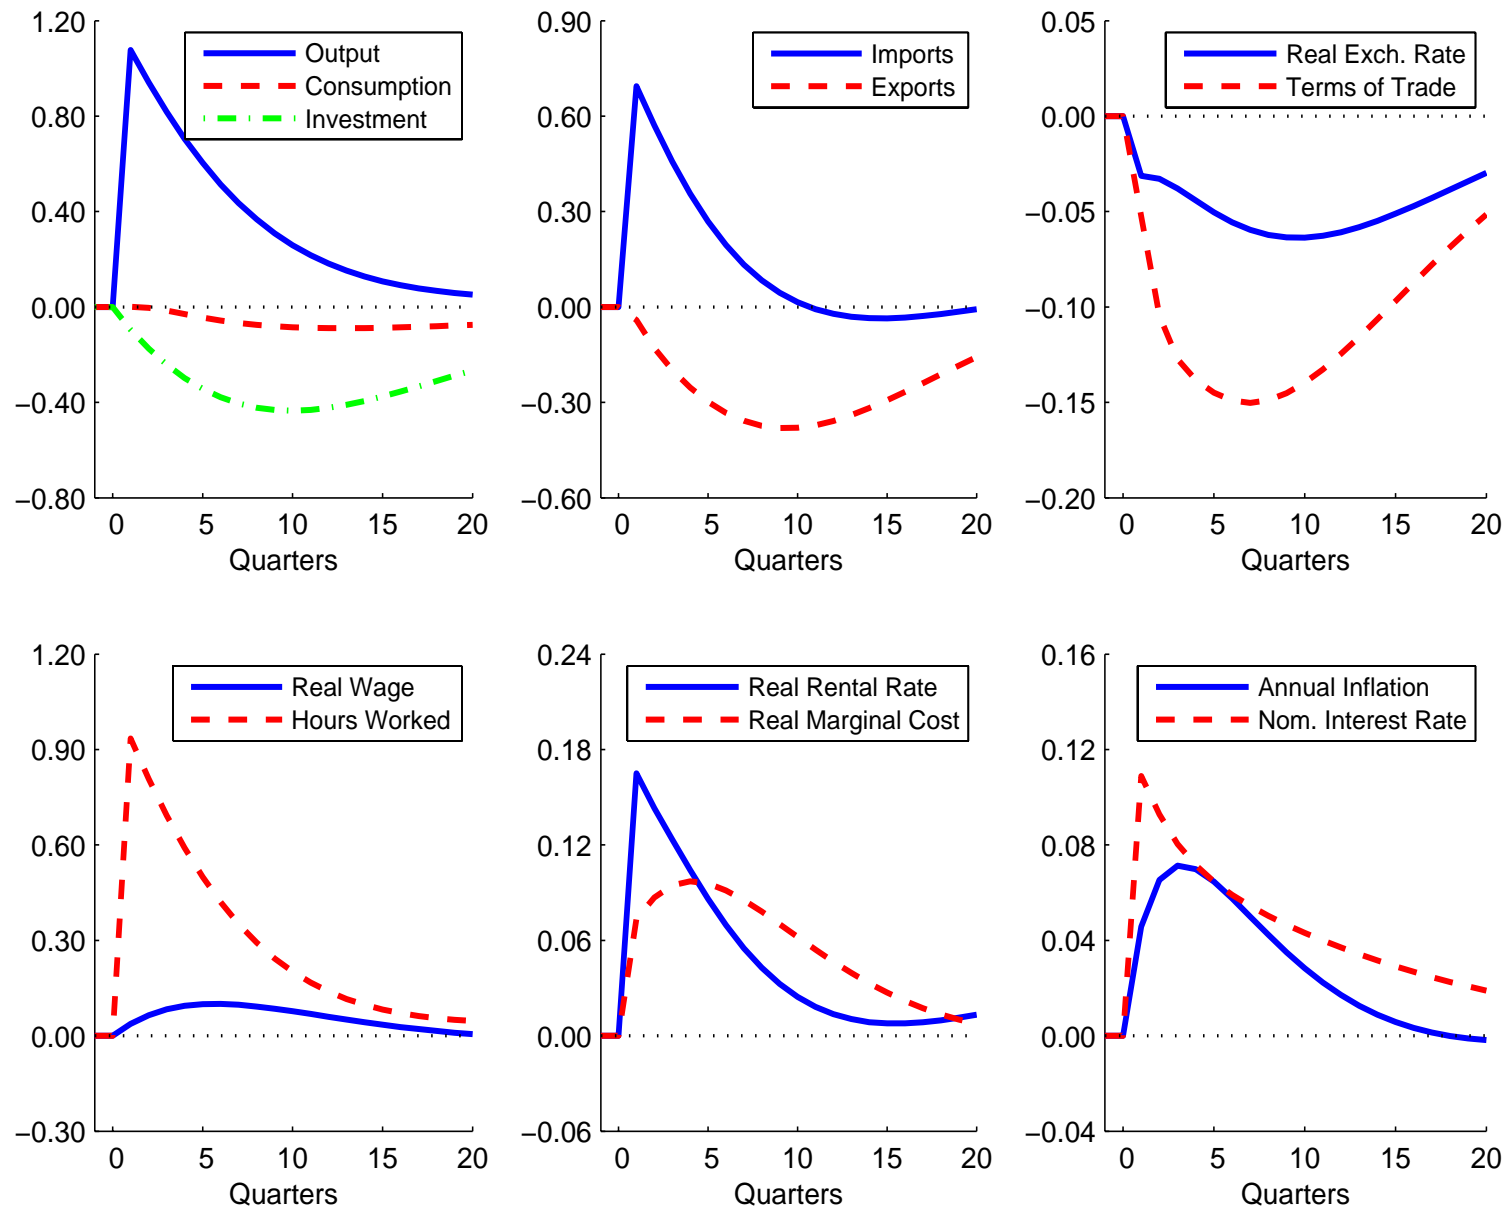 1.20
0.80
0.40
0.00
−0.40
−0.80
Output
Consumption
Investment
0 5 10 15 20
Quarters
0.90
0.60
0.30
0.00
−0.30
−0.60
Imports
Exports
0 5 10 15 20
Quarters
0.05
0.00
−0.05
−0.10
−0.15
−0.20
Real Exch. Rate
Terms of Trade
0 5 10 15 20
Quarters
1.20
0.90
0.60
0.30
0.00
−0.30
Real Wage
Hours Worked
0 5 10 15 20
Quarters
0.24
0.18
0.12
0.06
0.00
−0.06
Real Rental Rate
Real Marginal Cost
0 5 10 15 20
Quarters
0.16
0.12
0.08
0.04
0.00
−0.04
Annual Inflation
Nom. Interest Rate
0 5 10 15 20
Quarters